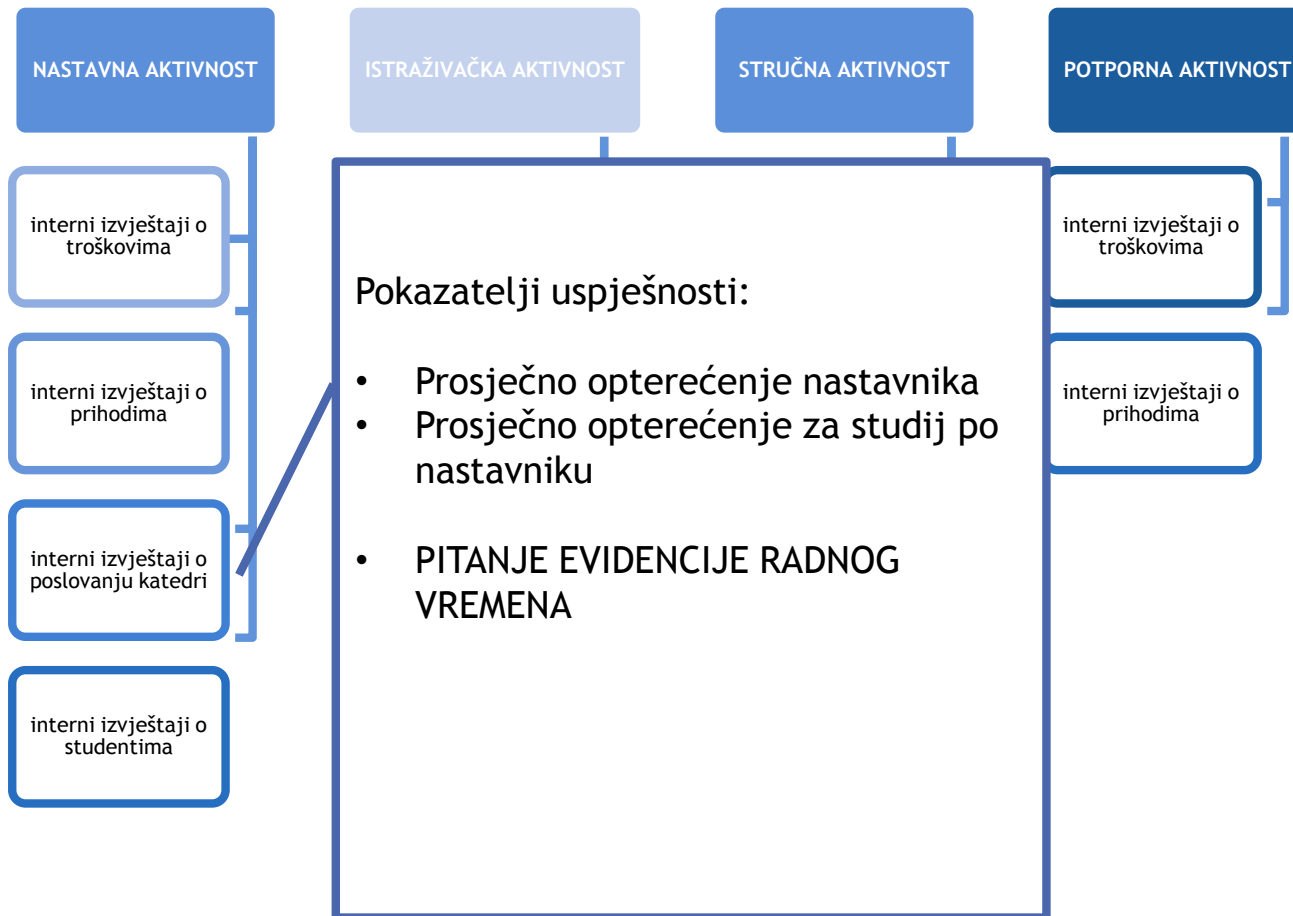 NASTAVNA AKTIVNOST
ISTRAŽIVAČKA AKTIVNOST
STRUČNA AKTIVNOST
POTPORNA AKTIVNOST
interni izvještaji o
troškovima
interni izvještaji o
prihodima
interni izvještaji o
poslovanju katedri
interni izvještaji o
studentima
Pokazatelji uspješnosti:
• Prosječno opterećenje nastavnika
• Prosječno opterećenje za studij po
nastavniku
• PITANJE EVIDENCIJE RADNOG
VREMENA
interni izvještaji o
troškovima
interni izvještaji o
prihodima